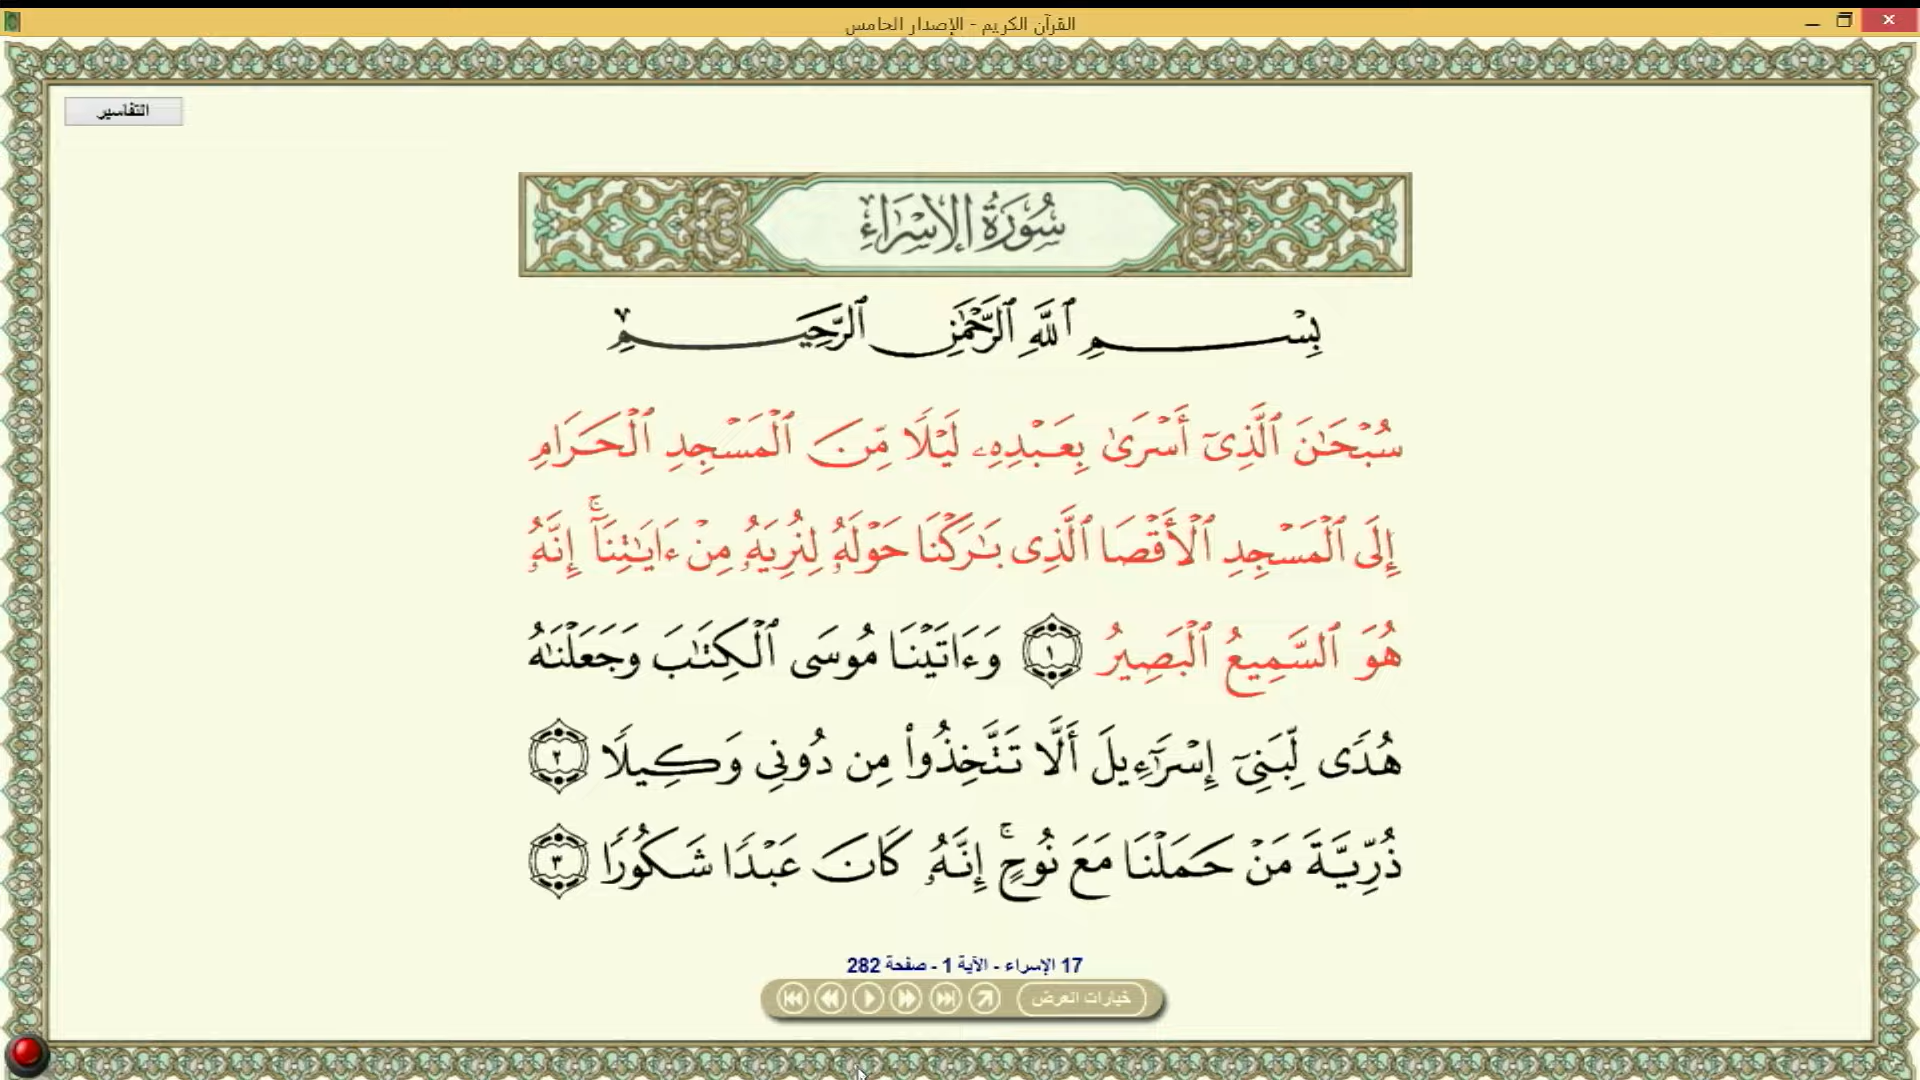 القرآن الكريم - الإصدار الخامس
التفاسير
سُورَةُ الإِسْرَاءِ
بِسْمِ ٱللَّهِ ٱلرَّحْمَٰنِ ٱلرَّحِيمِ
سُبْحَٰنَ ٱلَّذِىٓ أَسْرَىٰ بِعَبْدِهِۦ لَيْلًا مِّنَ ٱلْمَسْجِدِ ٱلْحَرَامِ
إِلَى ٱلْمَسْجِدِ ٱلْأَقْصَا ٱلَّذِى بَٰرَكْنَا حَوْلَهُۥ لِنُرِيَهُۥ مِنْ ءَايَٰتِنَآ ۚ إِنَّهُۥ
هُوَ ٱلسَّمِيعُ ٱلْبَصِيرُ ١ وَءَاتَيْنَا مُوسَى ٱلْكِتَٰبَ وَجَعَلْنَٰهُ
هُدًى لِّبَنِىٓ إِسْرَٰٓءِيلَ أَلَّا تَتَّخِذُوا۟ مِن دُونِى وَكِيلًا ٢
ذُرِّيَّةَ مَنْ حَمَلْنَا مَعَ نُوحٍ ۚ إِنَّهُۥ كَانَ عَبْدًا شَكُورًا ٣
17 الإسراء - الآية 1 - صفحة 282
خيارات العرض